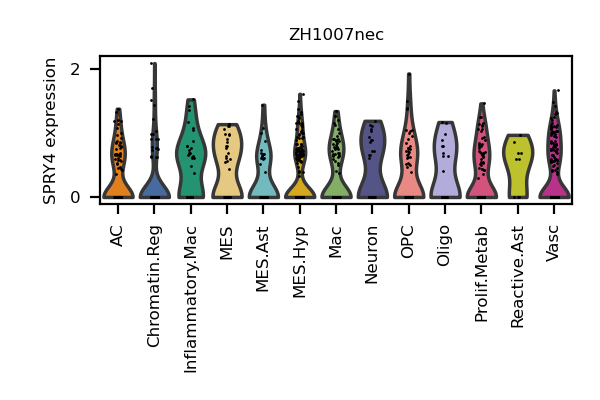 ZH1007nec
SPRY4 expression
2
0
AC
Chromatin.Reg
Inflammatory.Mac
MES
MES.Ast
MES.Hyp
Mac
Neuron
OPC
Oligo
Prolif.Metab
Reactive.Ast
Vasc